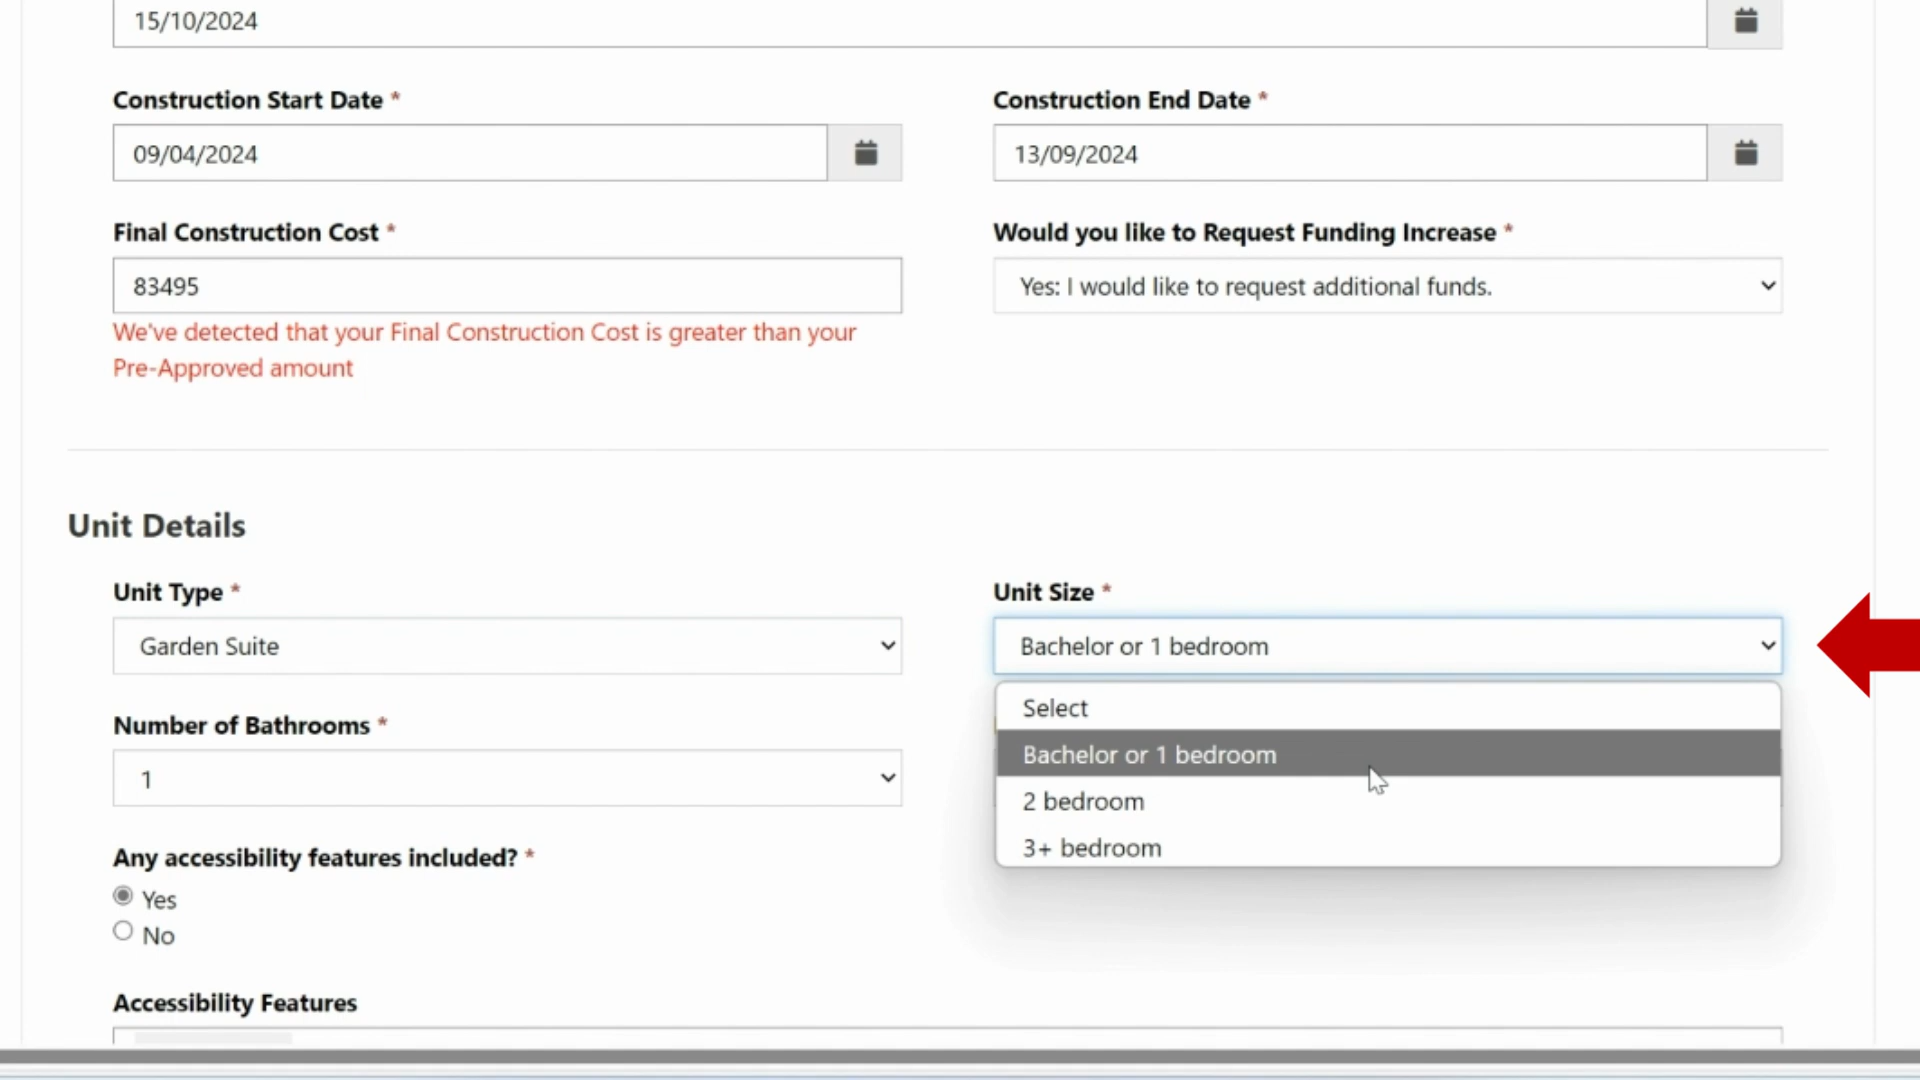 15/10/2024
Construction Start Date *
Construction End Date *
09/04/2024
13/09/2024
Final Construction Cost *
Would you like to Request Funding Increase *
83495
Yes: I would like to request additional funds.
We've detected that your Final Construction Cost is greater than your
Pre-Approved amount
Unit Details
Unit Type *
Unit Size *
Garden Suite
Bachelor or 1 bedroom
Select
Number of Bathrooms *
Bachelor or 1 bedroom
1
2 bedroom
3+ bedroom
Any accessibility features included? *
Yes
No
Accessibility Features